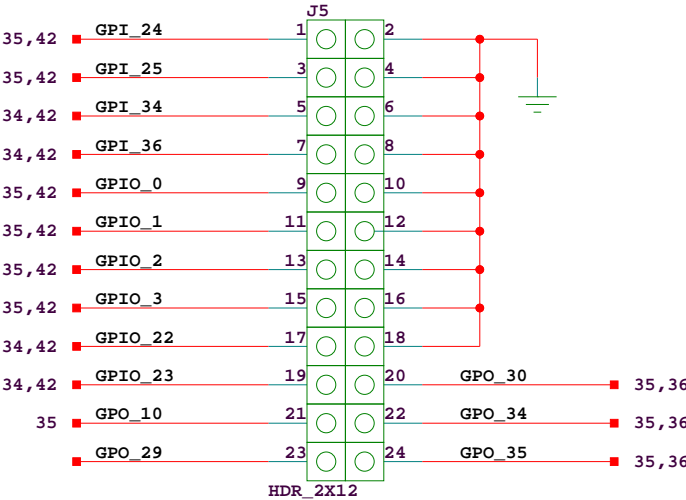 J5
35,42 GPI_24 1 2
35,42 GPI_25 3 4
34,42 GPI_34 5 6
34,42 GPI_36 7 8
35,42 GPIO_0 9 10
35,42 GPIO_1 11 12
35,42 GPIO_2 13 14
35,42 GPIO_3 15 16
34,42 GPIO_22 17 18
34,42 GPIO_23 19 20 GPO_30 35,36
35 GPO_10 21 22 GPO_34 35,36
GPO_29 23 24 GPO_35 35,36
HDR_2X12